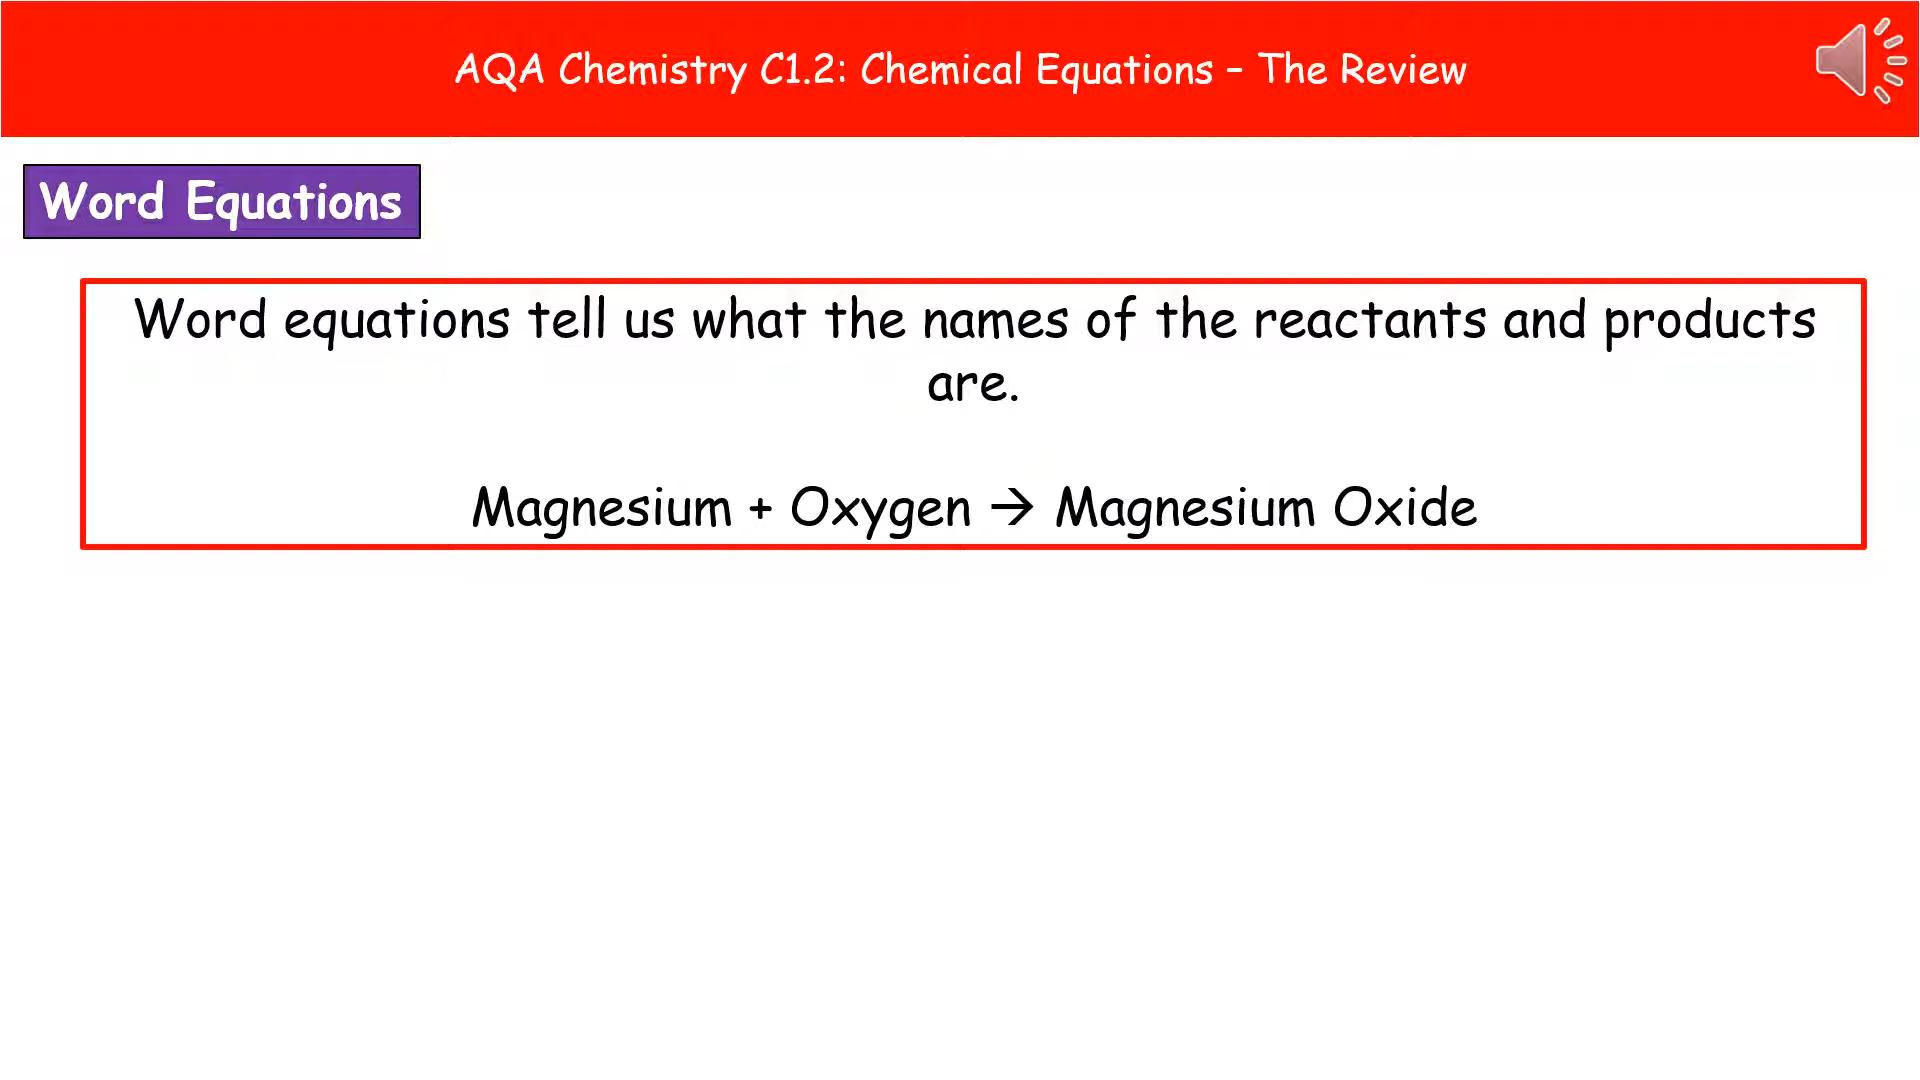 AQA Chemistry C1.2: Chemical Equations – The Review
Word Equations
Word equations tell us what the names of the reactants and products
are.
Magnesium + Oxygen → Magnesium Oxide